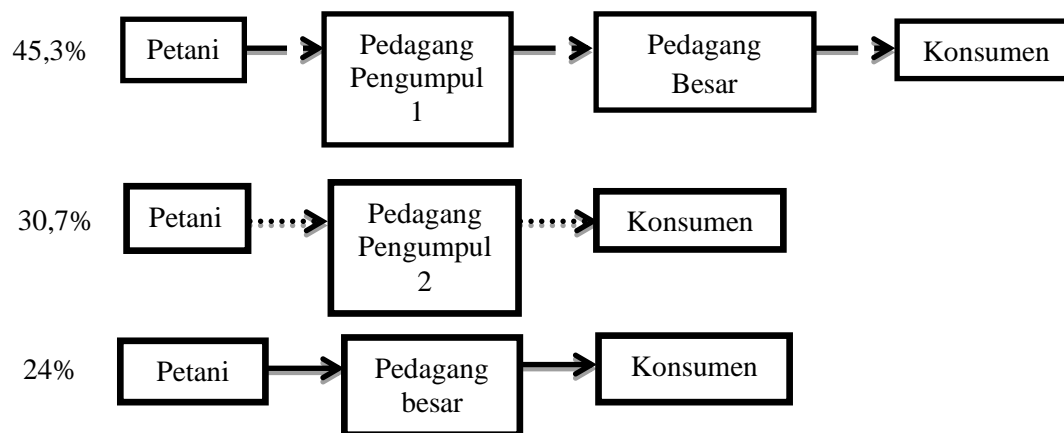 45,3%
Petani
Pedagang
Pengumpul
1
Pedagang
Besar
Konsumen
30,7%
Petani
Pedagang
Pengumpul
2
Konsumen
24%
Petani
Pedagang
besar
Konsumen